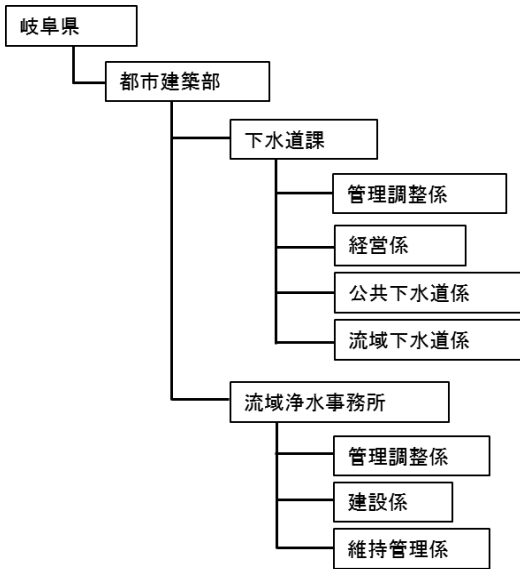 岐阜県
都市建築部
下水道課
管理調整係
経営係
公共下水道係
流域下水道係
流域浄水事務所
管理調整係
建設係
維持管理係